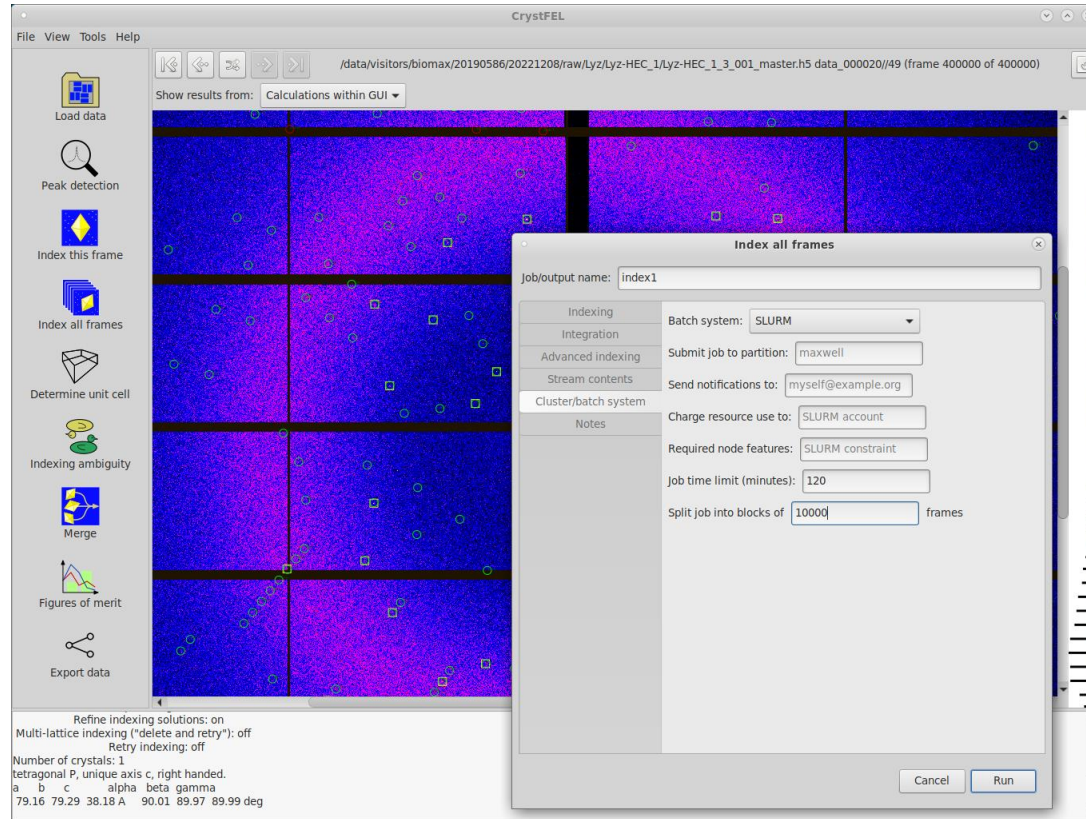 CrystFEL
File View Tools Help
/data/visitors/biomax/20190586/20221208/raw/Lyz/Lyz-HEC_1/Lyz-HEC_1_3_001_master.h5 data_000020//49 (frame 400000 of 400000)
Show results from: Calculations within GUI
Load data
Peak detection
Index this frame
Index all frames
Determine unit cell
Indexing ambiguity
Merge
Figures of merit
Export data
Index all frames
Job/output name: index1
Indexing
Integration
Advanced indexing
Stream contents
Cluster/batch system
Notes
Batch system: SLURM
Submit job to partition: maxwell
Send notifications to: myself@example.org
Charge resource use to: SLURM account
Required node features: SLURM constraint
Job time limit (minutes): 120
Split job into blocks of 10000 frames
Cancel Run
Refine indexing solutions: on
Multi-lattice indexing ("delete and retry"): off
Retry indexing: off
Number of crystals: 1
tetragonal P, unique axis c, right handed.
a b c alpha beta gamma
79.16 79.29 38.18 A 90.01 89.97 89.99 deg